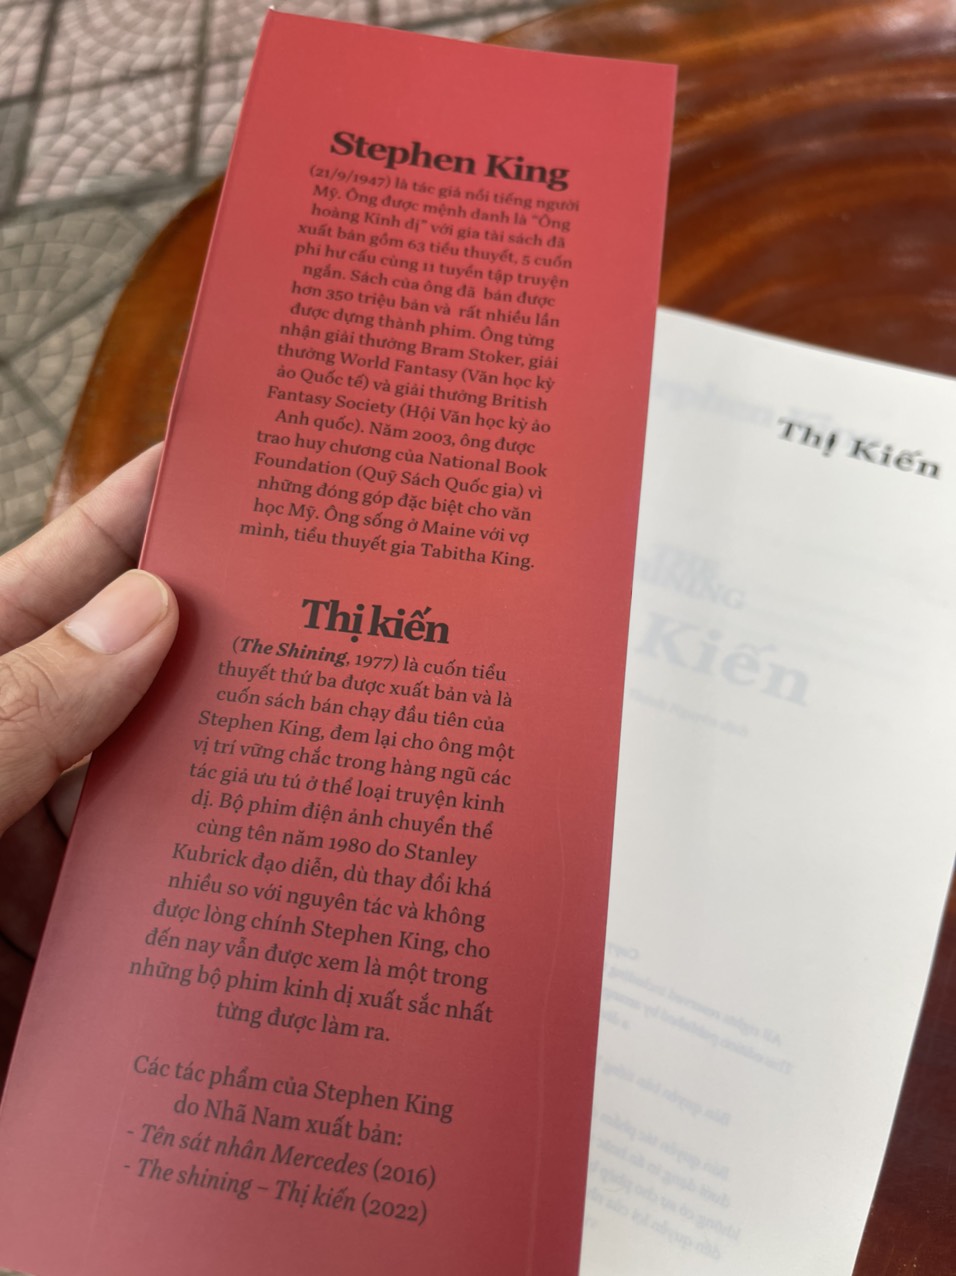 Stephen King
(21/9/1947) là tác giả nổi tiếng người
Mỹ. Ông được mệnh danh là "Ông
hoàng Kinh dị" với gia tài sách đã
xuất bản gồm 63 tiểu thuyết, 5 cuốn
phi hư cấu cùng 11 tuyển tập truyện
ngắn. Sách của ông đã bán được
hơn 350 triệu bản và rất nhiều lần
được dựng thành phim. Ông từng
nhận giải thưởng Bram Stoker, giải
thưởng World Fantasy (Văn học kỳ
ảo Quốc tế) và giải thưởng British
Fantasy Society (Hội Văn học kỳ ảo
Anh quốc). Năm 2003, ông được
trao huy chương của National Book
Foundation (Quỹ Sách Quốc gia) vì
những đóng góp đặc biệt cho văn
học Mỹ. Ông sống ở Maine với vợ
mình, tiểu thuyết gia Tabitha King.
Thị kiến
(The Shining, 1977) là cuốn tiểu
thuyết thứ ba được xuất bản và là
cuốn sách bán chạy đầu tiên của
Stephen King, đem lại cho ông một
vị trí vững chắc trong hàng ngũ các
tác giả ưu tú ở thể loại truyện kinh
dị. Bộ phim điện ảnh chuyển thể
cùng tên năm 1980 do Stanley
Kubrick đạo diễn, dù thay đổi khá
nhiều so với nguyên tác và không
được lòng chính Stephen King, cho
đến nay vẫn được xem là một trong
những bộ phim kinh dị xuất sắc nhất
từng được làm ra.
Các tác phẩm của Stephen King
do Nhã Nam xuất bản:
- Tên sát nhân Mercedes (2016)
- The shining – Thị kiến (2022)
Thị Kiến
Kiến